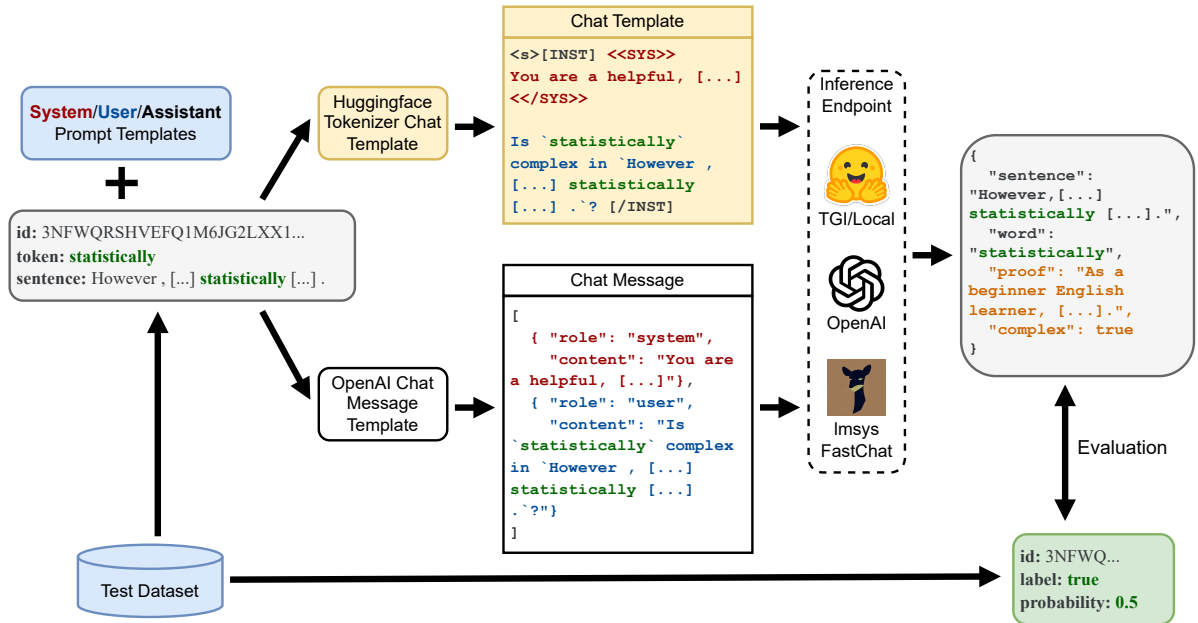 System/User/Assistant
Prompt Templates
id: 3NFWQRSHVEFQ1M6JG2LXX1...
token: statistically
sentence: However , [...] statistically [...] .
Test Dataset
Huggingface
Tokenizer Chat
Template
OpenAI Chat
Message
Template
Chat Template
<s>[INST] <<SYS>>
You are a helpful, [...]
<</SYS>>
Is `statistically`
complex in `However ,
[...] statistically
[...] .`? [/INST]
Chat Message
[
{ "role": "system",
"content": "You are
a helpful, [...]"},
{ "role": "user",
"content": "Is
`statistically` complex
in `However , [...]
statistically [...]
.`?"}
]
Inference
Endpoint
TGI/Local
OpenAI
lmsys
FastChat
{
"sentence":
"However,[...]
statistically [...].",
"word":
"statistically",
"proof": "As a
beginner English
learner, [...].",
"complex": true
}
Evaluation
id: 3NFWQ...
label: true
probability: 0.5